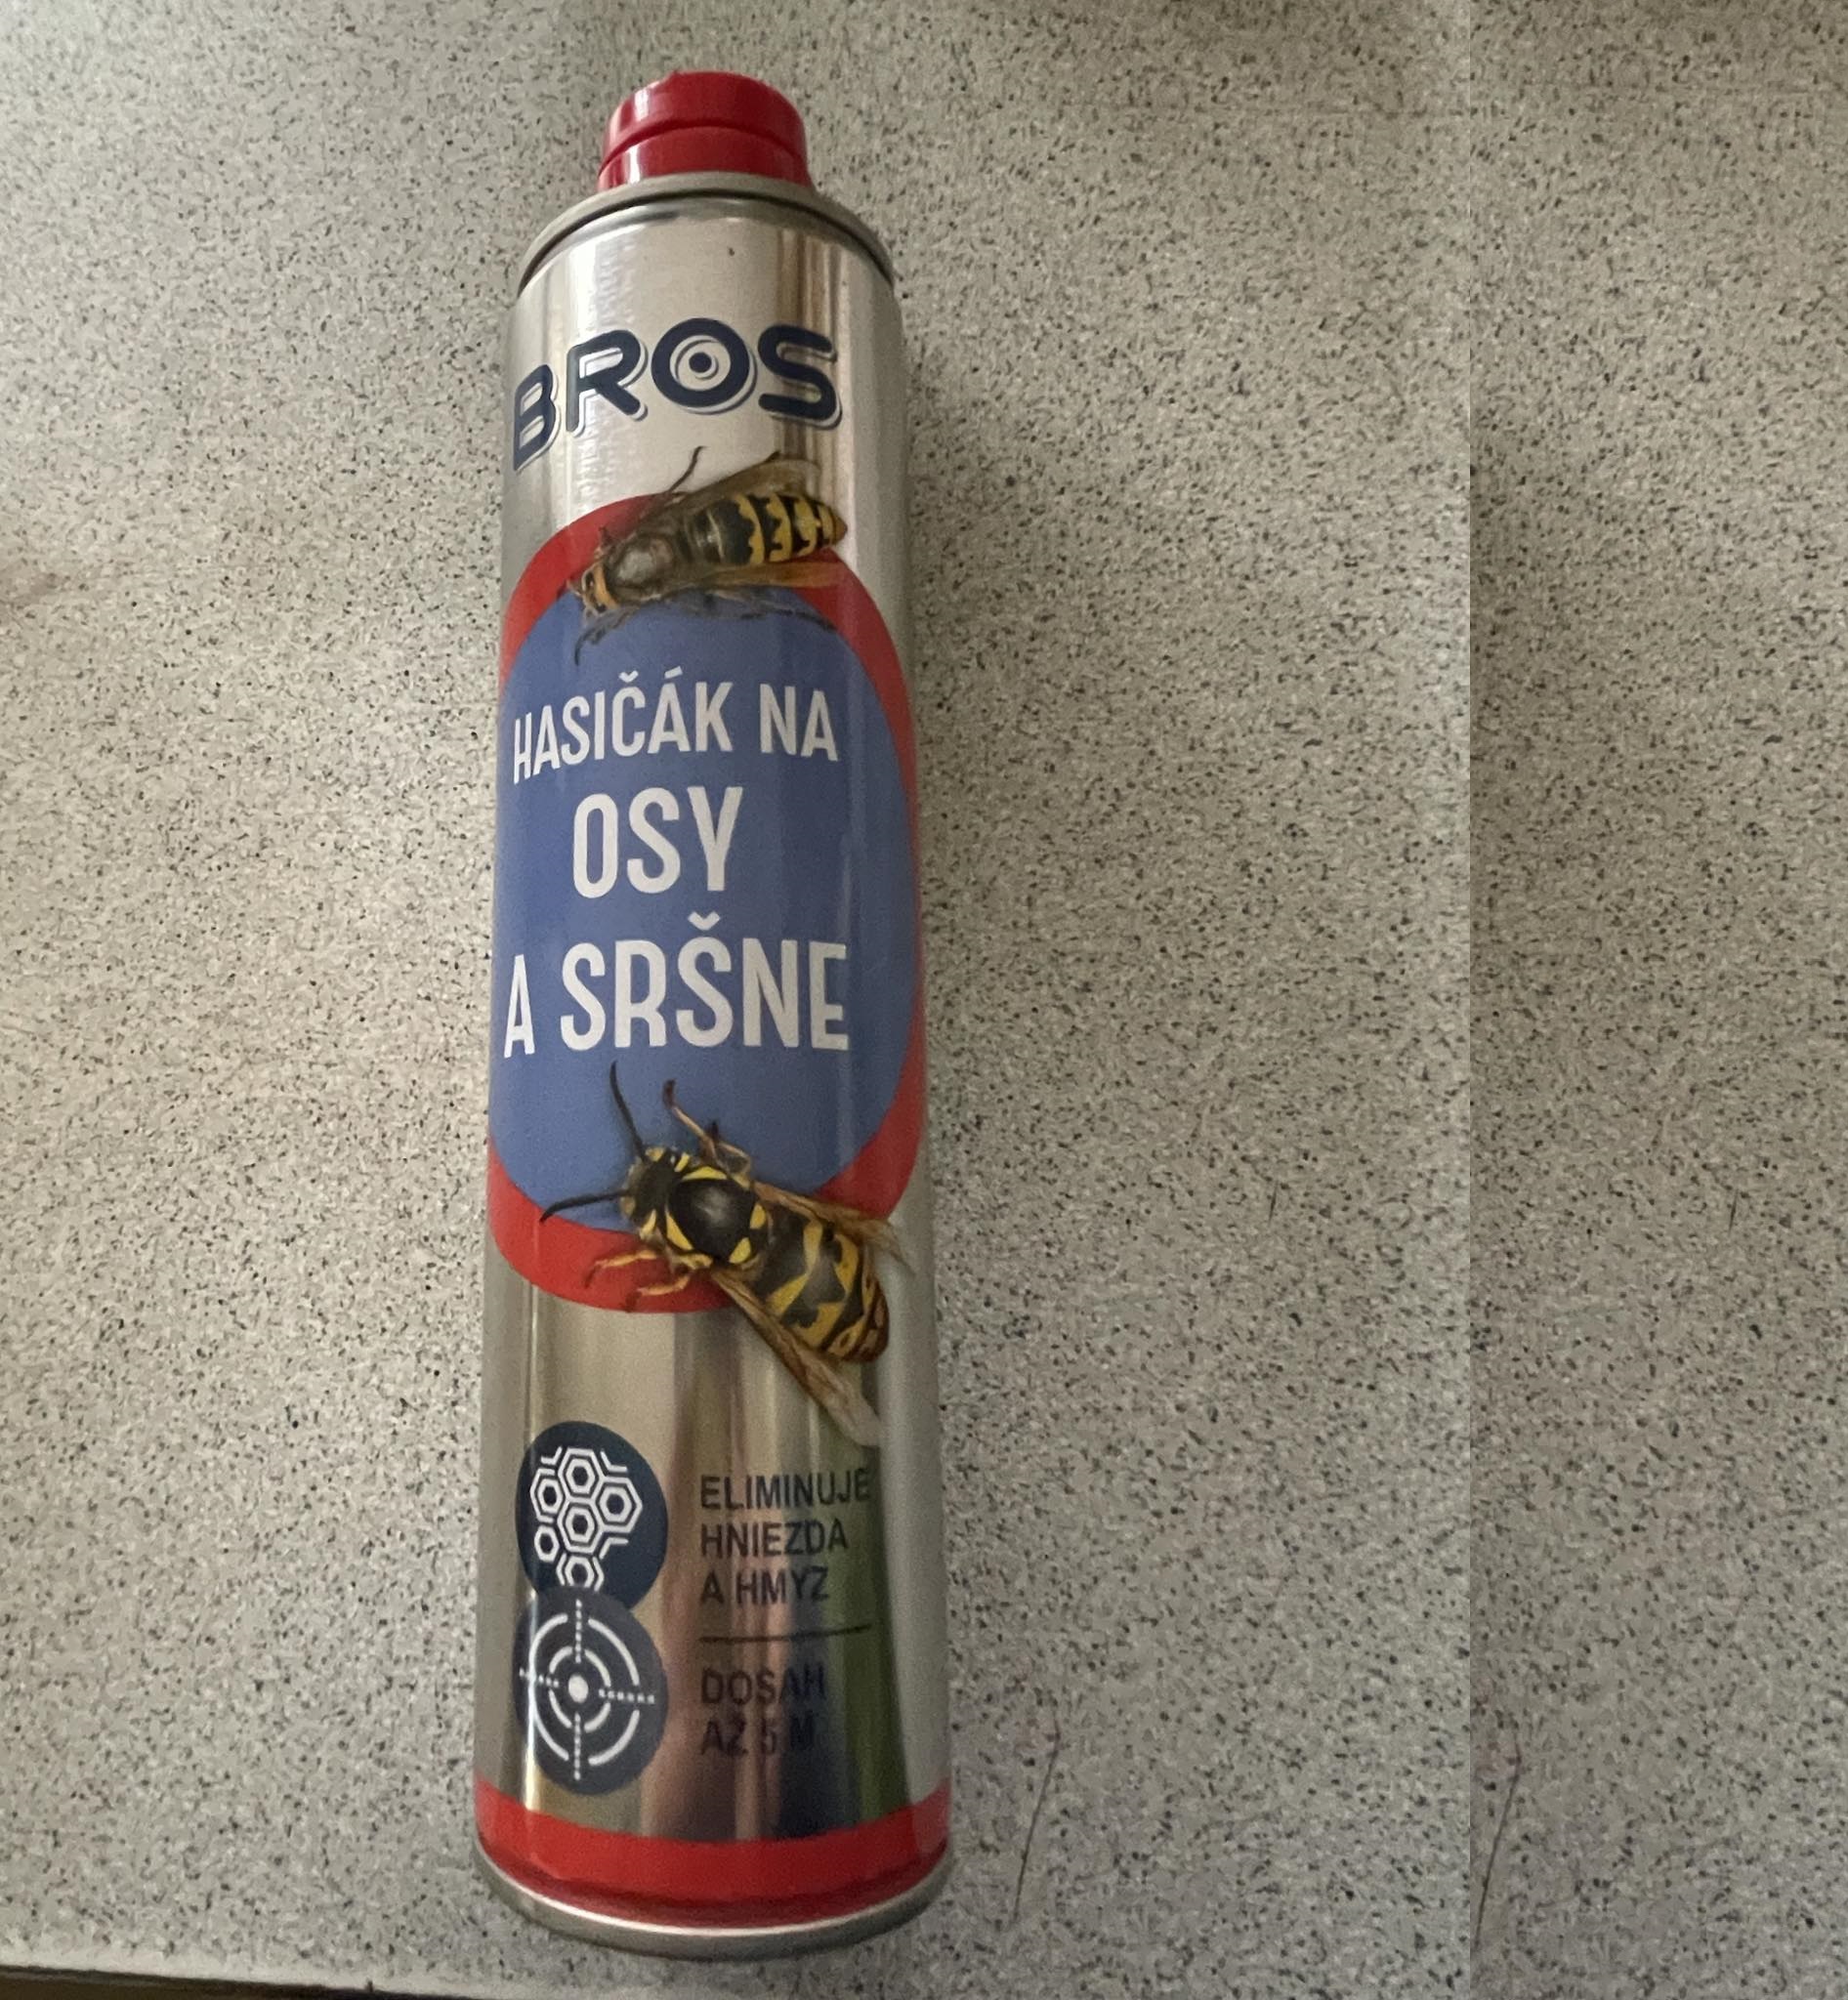 BROS
HASIČÁK NA
OSY
A SRŠNE
ELIMINUJE
HNIEZDA
A HMYZ
DOSAH
AŽ 5 M